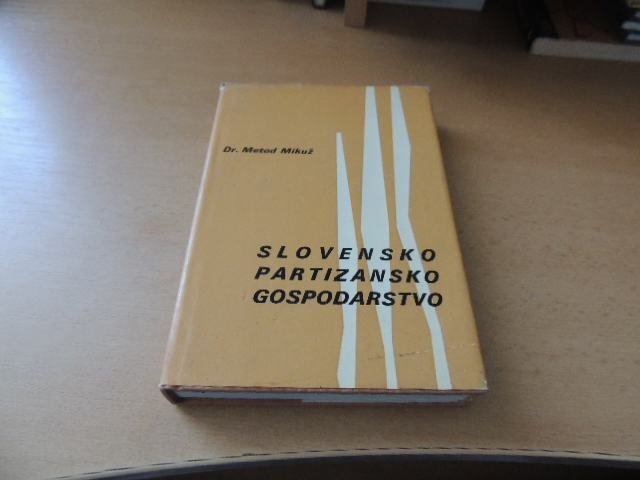 Dr. Metod Mikuž
SLOVENSKO
PARTIZANSKO
GOSPODARSTVO